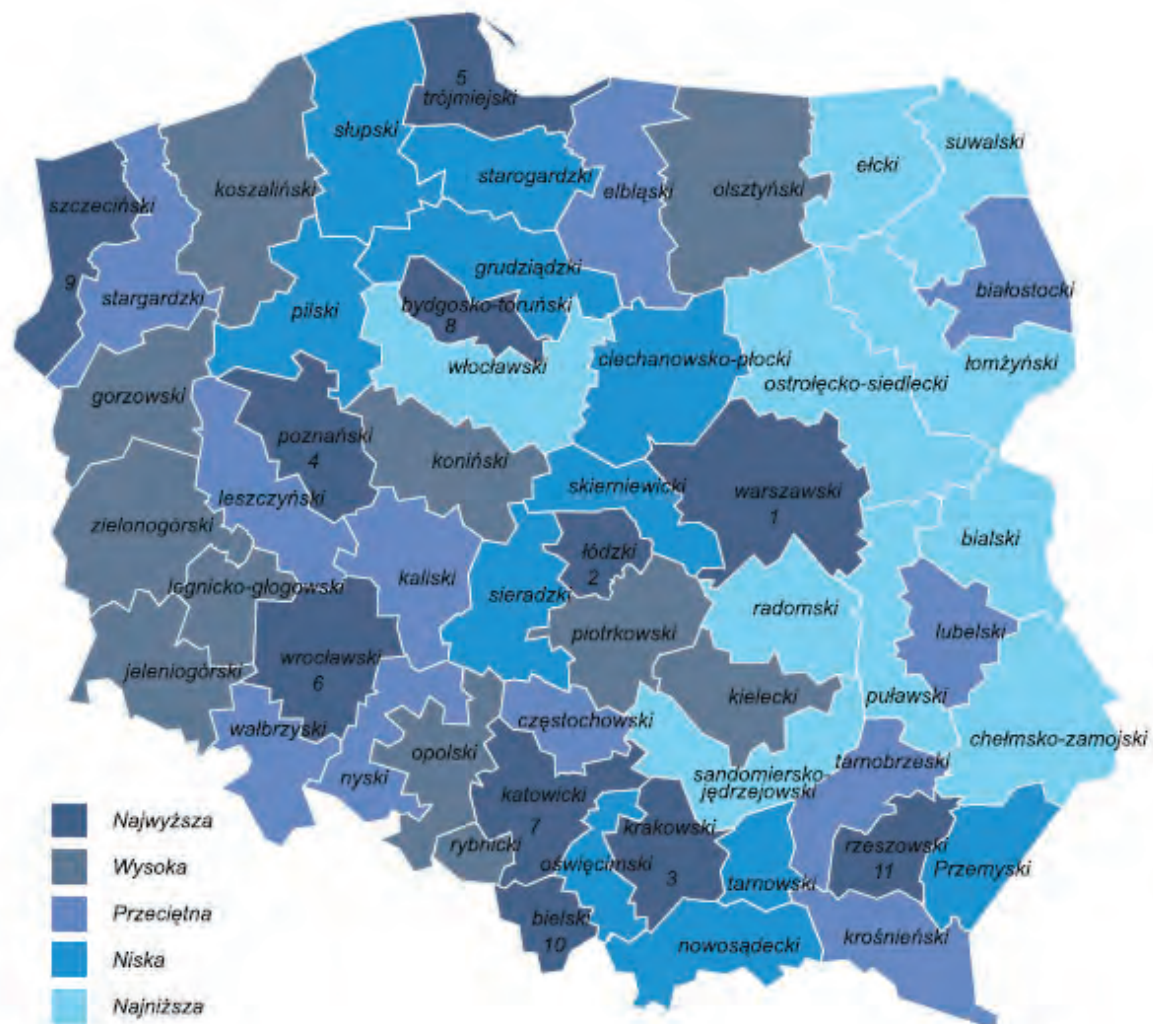 5
trójmiejski
słupski
suwalski
ełcki
starogardzki
koszaliński
elbląski
olsztyński
szczeciński
grudziądzki
9
stargardzki
białostocki
bydgosko-toruński
pilski
8
ciechanowsko-płocki
włocławski
łomżyński
ostrołęcko-siedlecki
gorzowski
poznański
4
koniński
skierniewicki
warszawski
leszczyński
1
zielonogórski
bialski
łódzki
2
kaliski
legnicko-głogowski
sieradzki
radomski
piotrkowski
lubelski
wrocławski
jeleniogórski
6
kielecki
puławski
częstochowski
wałbrzyski
chełmsko-zamojski
opolski
tarnobrzeski
nyski
sandomiersko-
jędrzejowski
katowicki
7
krakowski
rybnicki
oświęcimski
3
rzeszowski
11
Przemyski
tarnowski
bielski
10
nowosądecki
krośnieński
Najwyższa
Wysoka
Przeciętna
Niska
Najniższa